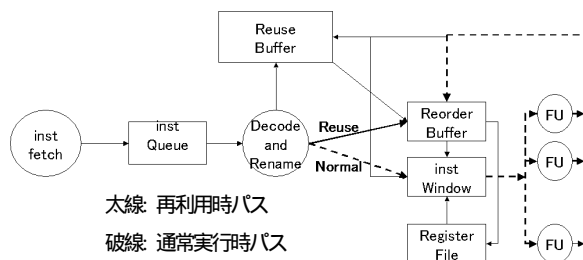 Reuse
Buffer
inst
fetch
inst
Queue
Decode
and
Rename
Reuse
Normal
Reorder
Buffer
inst
Window
Register
File
FU
FU
FU
太線: 再利用時パス
破線: 通常実行時パス